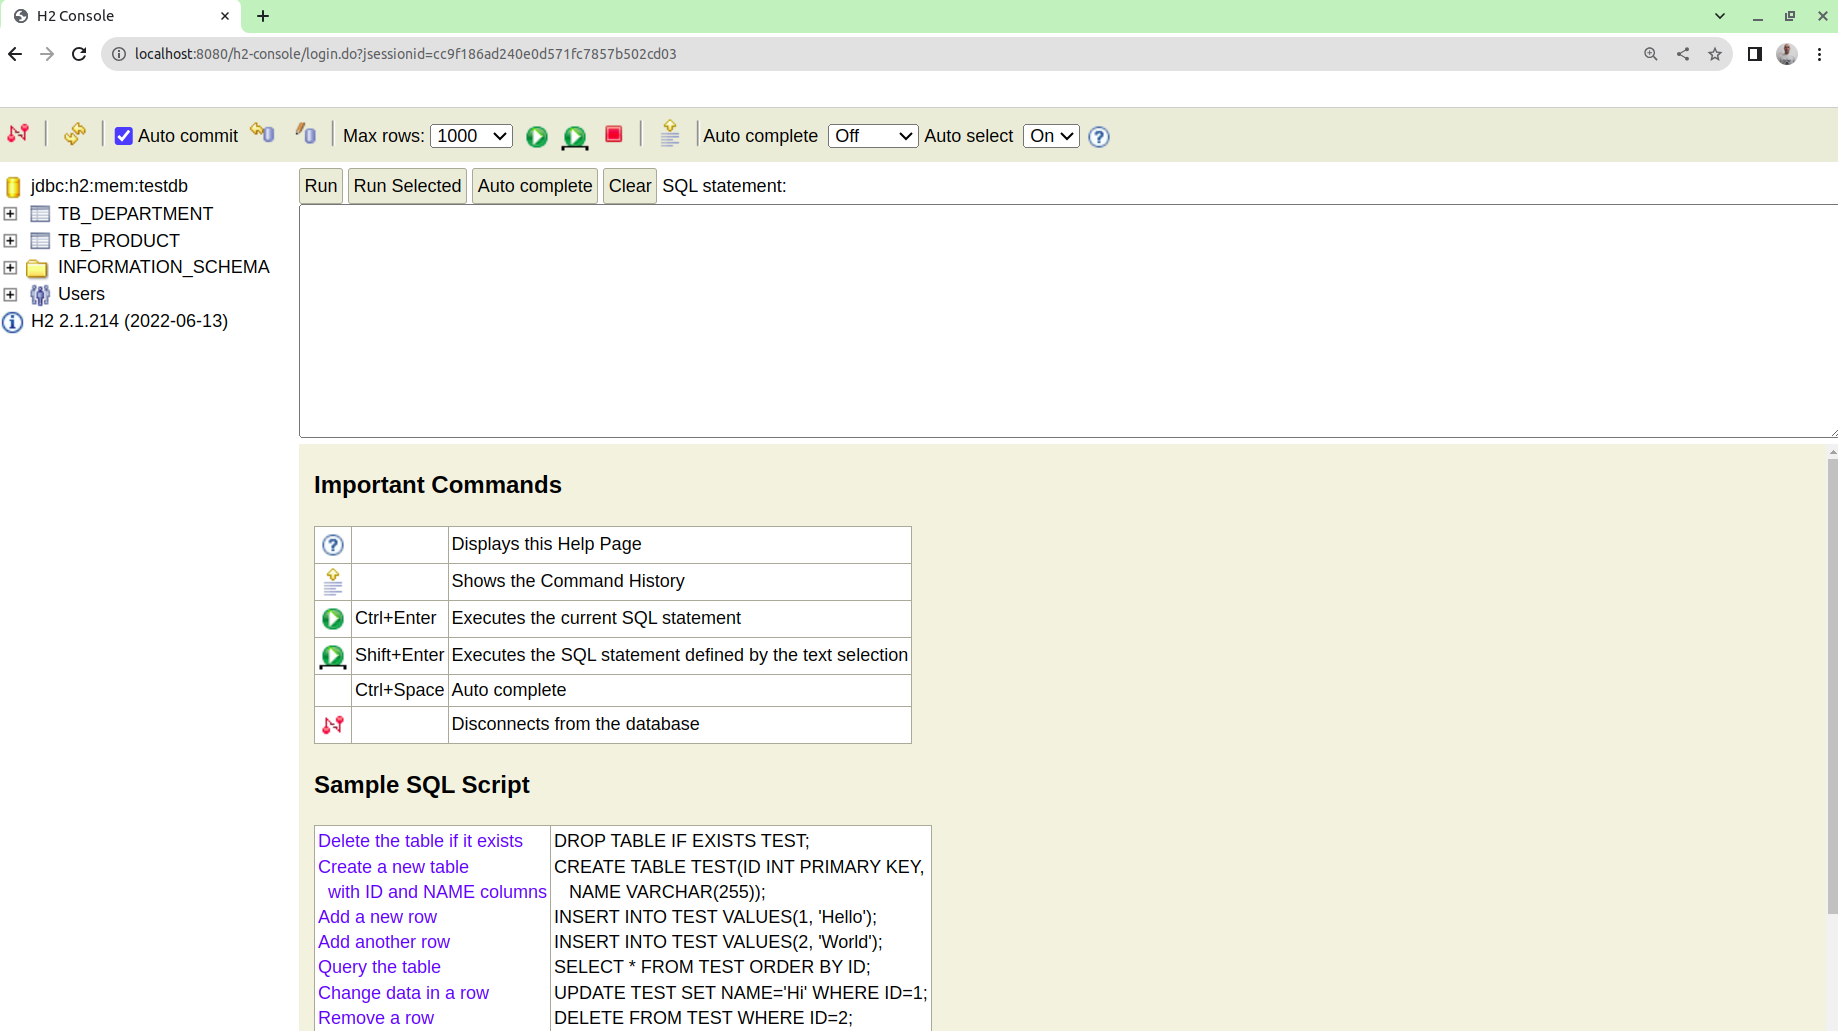 H2 Console
localhost:8080/h2-console/login.do?jsessionid=cc9f186ad240e0d571fc7857b502cd03
Auto commit Max rows: 1000 Auto complete Off Auto select On
jdbc:h2:mem:testdb
TB_DEPARTMENT
TB_PRODUCT
INFORMATION_SCHEMA
Users
H2 2.1.214 (2022-06-13)
Run Run Selected Auto complete Clear SQL statement:
Important Commands
Displays this Help Page
Shows the Command History
Ctrl+Enter Executes the current SQL statement
Shift+Enter Executes the SQL statement defined by the text selection
Ctrl+Space Auto complete
Disconnects from the database
Sample SQL Script
Delete the table if it exists DROP TABLE IF EXISTS TEST;
Create a new table CREATE TABLE TEST(ID INT PRIMARY KEY,
with ID and NAME columns NAME VARCHAR(255));
Add a new row INSERT INTO TEST VALUES(1, 'Hello');
Add another row INSERT INTO TEST VALUES(2, 'World');
Query the table SELECT * FROM TEST ORDER BY ID;
Change data in a row UPDATE TEST SET NAME='Hi' WHERE ID=1;
Remove a row DELETE FROM TEST WHERE ID=2;